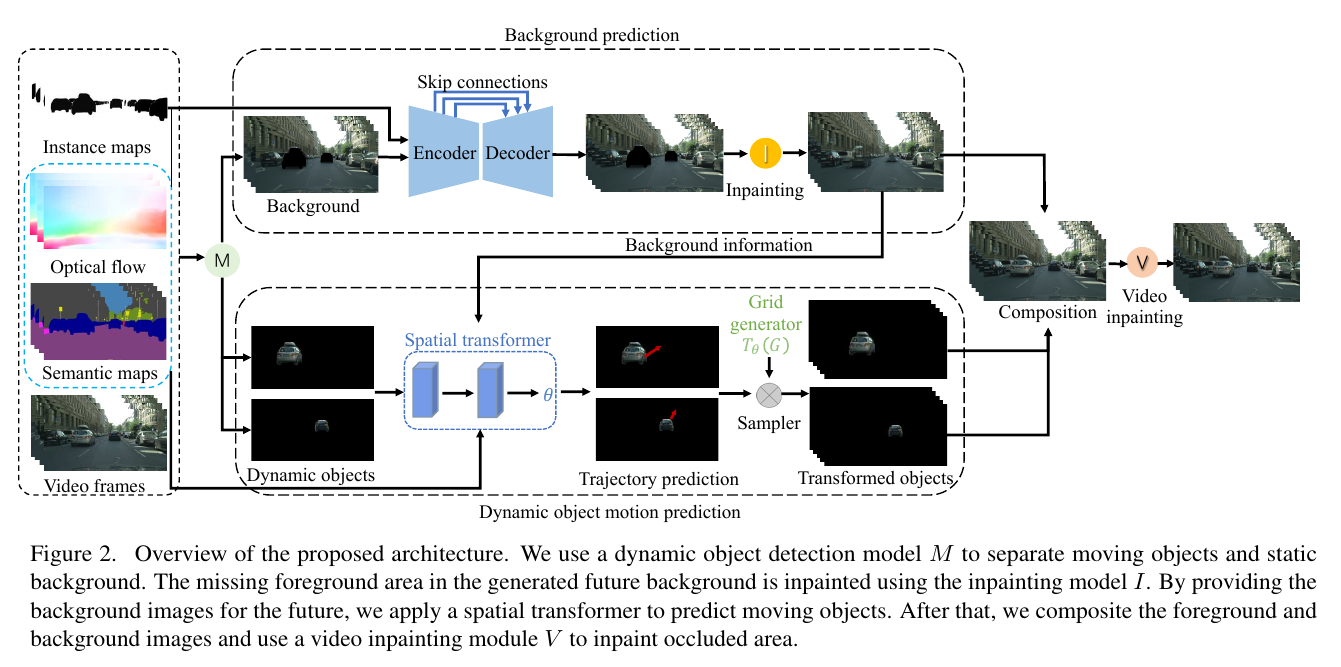 Background prediction
Skip connections
Instance maps
Encoder
Decoder
I
Inpainting
Background
Background information
M
Optical flow
Semantic maps
Video frames
Spatial transformer
θ
Dynamic objects
Trajectory prediction
Grid
generator
T_θ(G)
Sampler
Transformed objects
Dynamic object motion prediction
Composition
V
Video
inpainting
Figure 2. Overview of the proposed architecture. We use a dynamic object detection model M to separate moving objects and static
background. The missing foreground area in the generated future background is inpainted using the inpainting model I. By providing the
background images for the future, we apply a spatial transformer to predict moving objects. After that, we composite the foreground and
background images and use a video inpainting module V to inpaint occluded area.